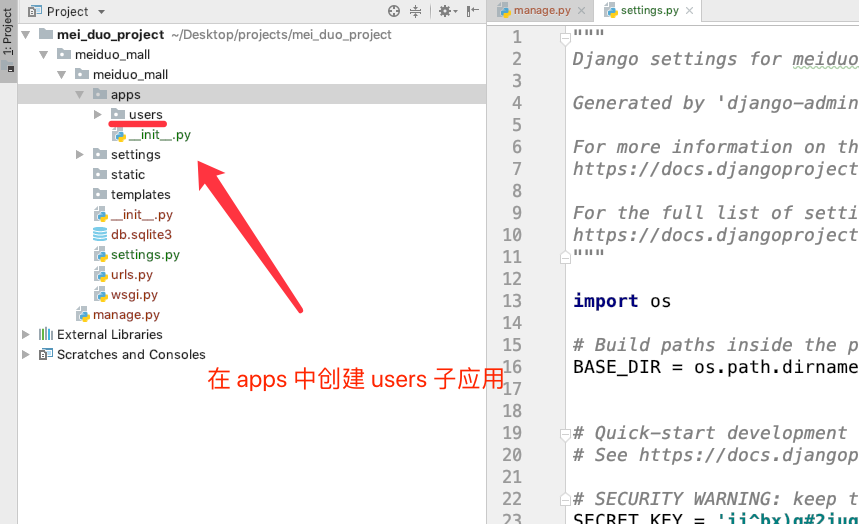 1: Project
Project
manage.py
settings.py
mei_duo_project ~/Desktop/projects/mei_duo_project
meiduo_mall
meiduo_mall
apps
users
__init__.py
settings
static
templates
__init__.py
db.sqlite3
settings.py
urls.py
wsgi.py
manage.py
External Libraries
Scratches and Consoles
在 apps 中创建 users 子应用
1 """
2 Django settings for meiduo
3
4 Generated by 'django-admin
5
6 For more information on th
7 https://docs.djangoproject
8
9 For the full list of setti
10 https://docs.djangoproject
11 """
12
13 import os
14
15 # Build paths inside the p
16 BASE_DIR = os.path.dirname
17
18
19 # Quick-start development
20 # See https://docs.djangop
21
22 # SECURITY WARNING: keep t
23 SECRET_KEY =